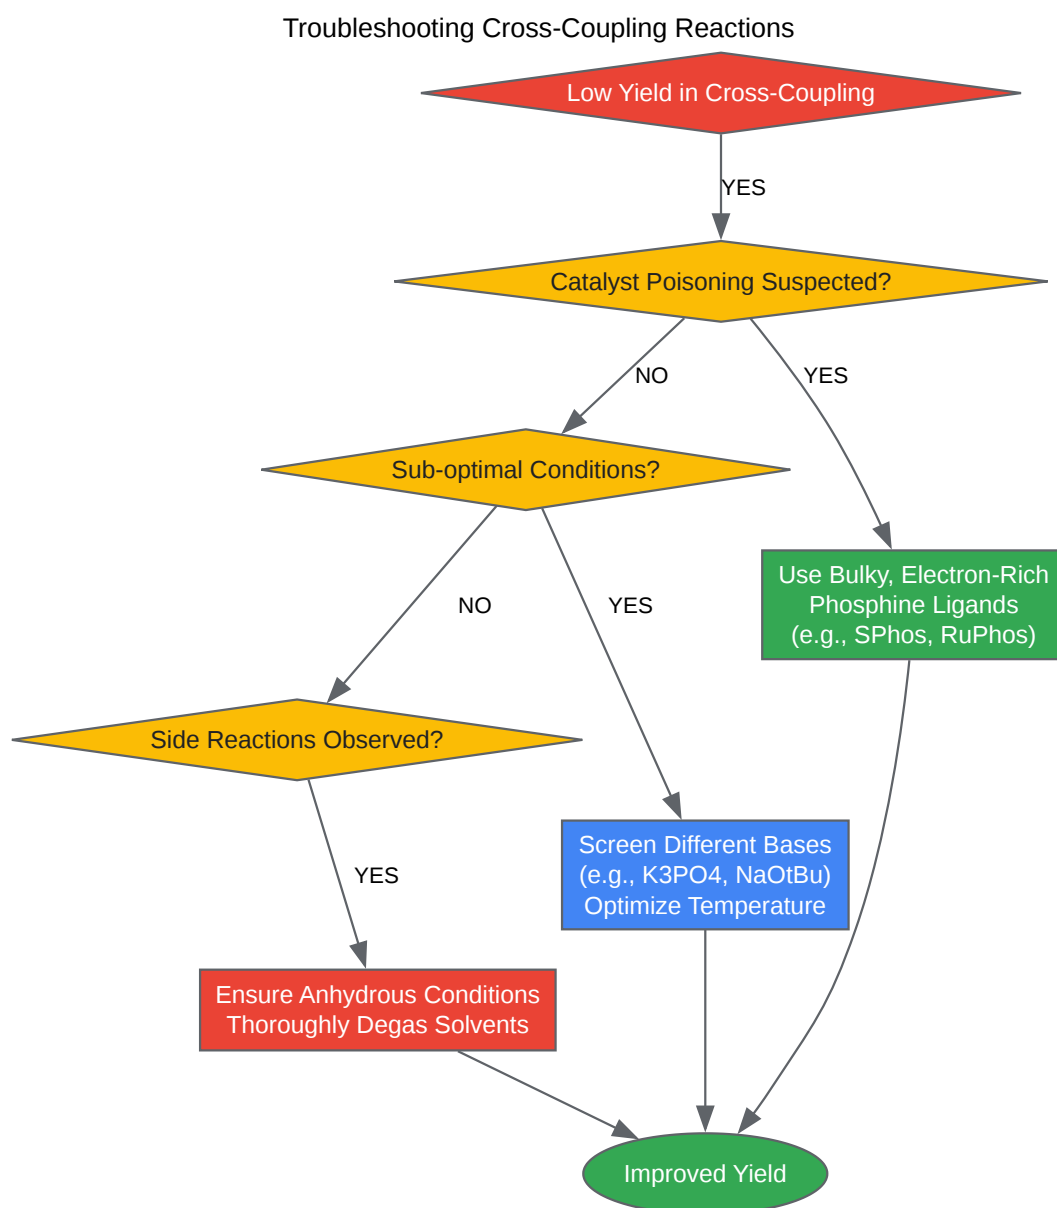 Troubleshooting Cross-Coupling Reactions
Low Yield in Cross-Coupling
YES
Catalyst Poisoning Suspected?
NO
YES
Sub-optimal Conditions?
NO
YES
Use Bulky, Electron-Rich
Phosphine Ligands
(e.g., SPhos, RuPhos)
Side Reactions Observed?
YES
Screen Different Bases
(e.g., K3PO4, NaOtBu)
Optimize Temperature
Ensure Anhydrous Conditions
Thoroughly Degas Solvents
Improved Yield